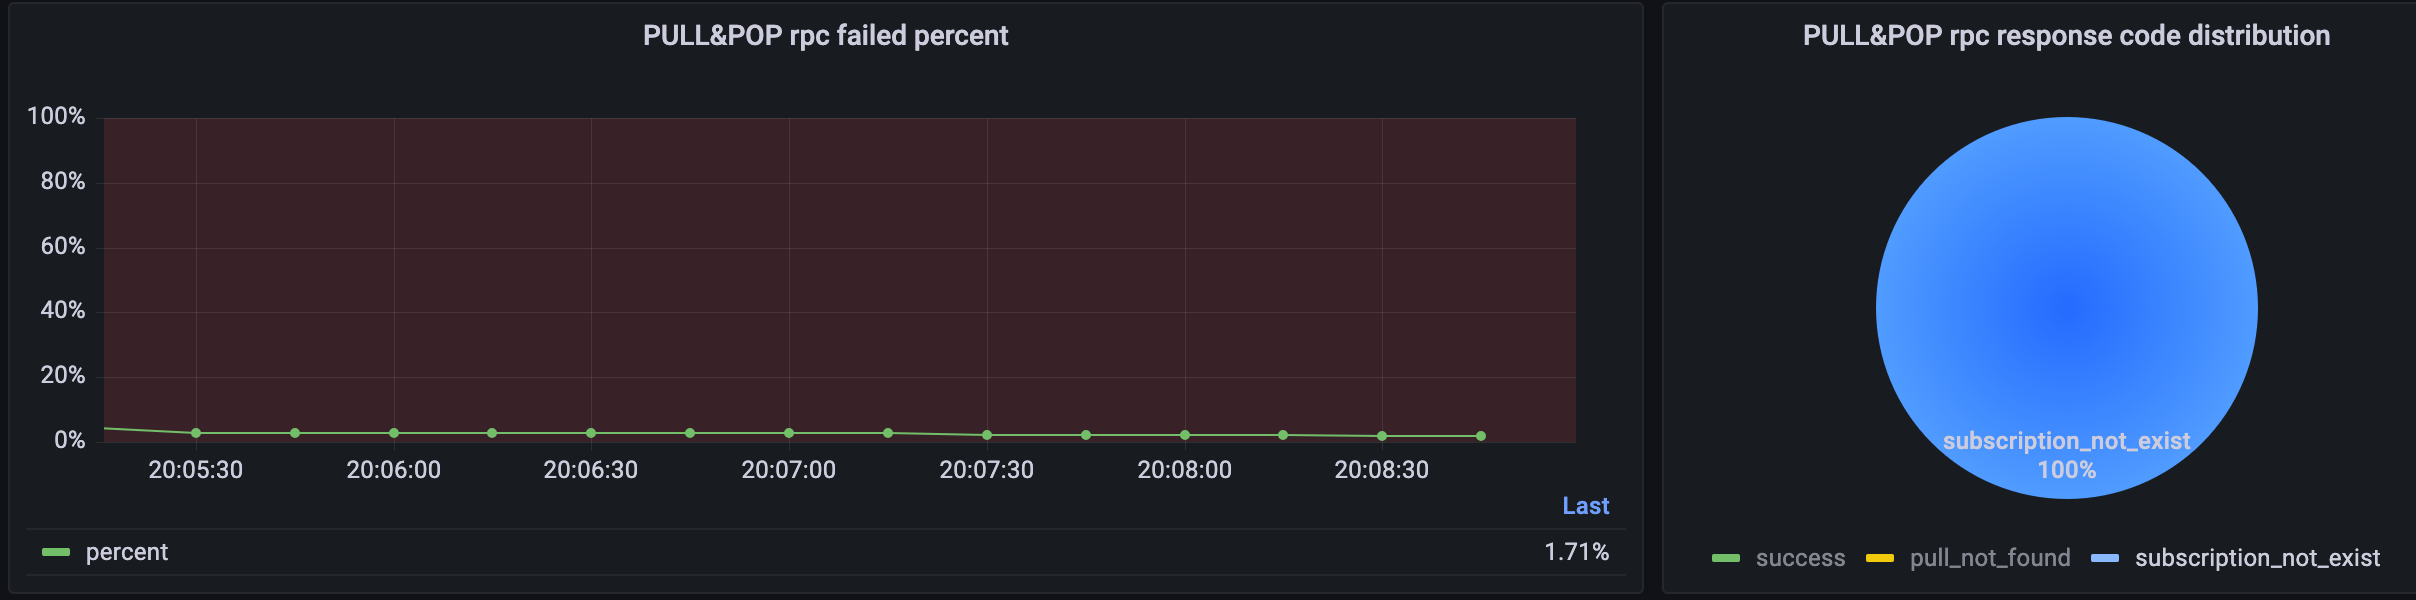 PULL&POP rpc failed percent
100%
80%
60%
40%
20%
0%
20:05:30 20:06:00 20:06:30 20:07:00 20:07:30 20:08:00 20:08:30
Last
percent 1.71%
PULL&POP rpc response code distribution
subscription_not_exist
100%
success pull_not_found subscription_not_exist